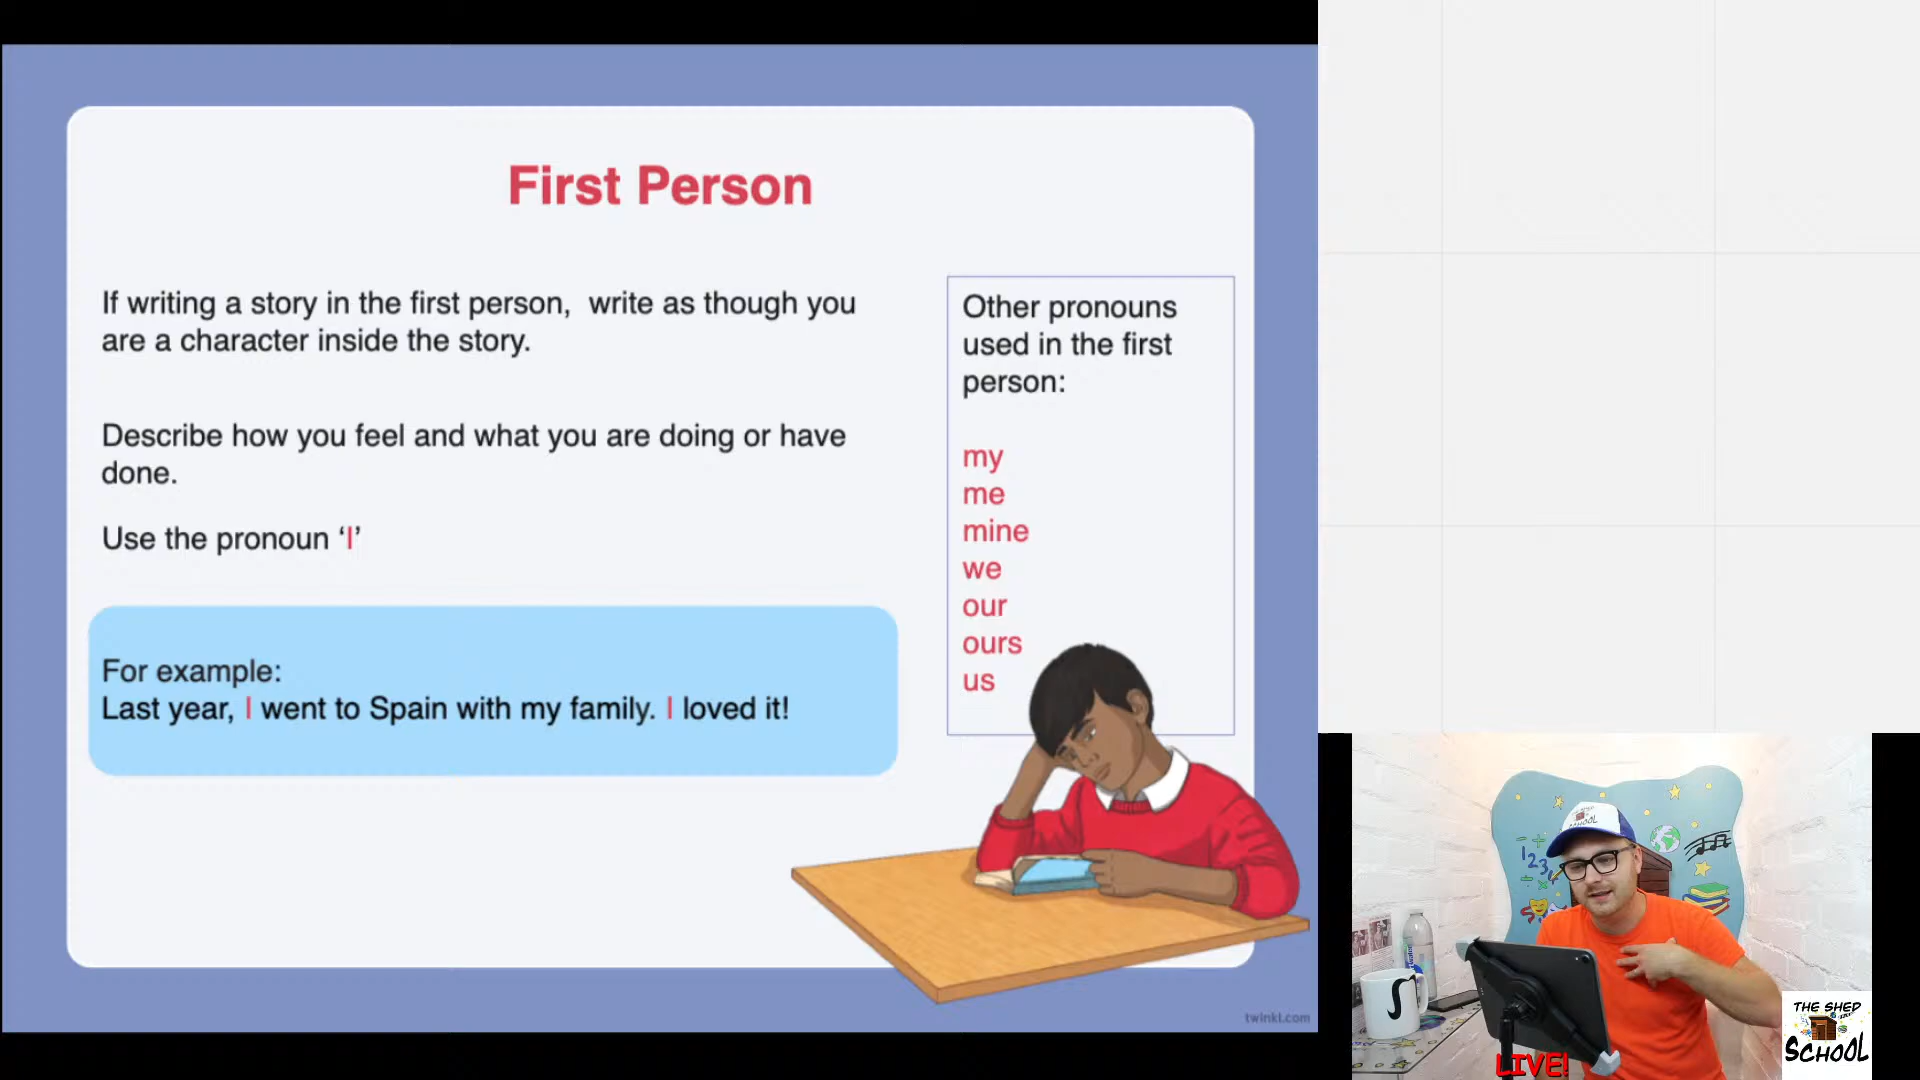 First Person
If writing a story in the first person, write as though you
are a character inside the story.
Describe how you feel and what you are doing or have
done.
Use the pronoun ‘I’
For example:
Last year, I went to Spain with my family. I loved it!
Other pronouns
used in the first
person:
my
me
mine
we
our
ours
us
twinkl.com
THE SHED
SCHOOL
LIVE!